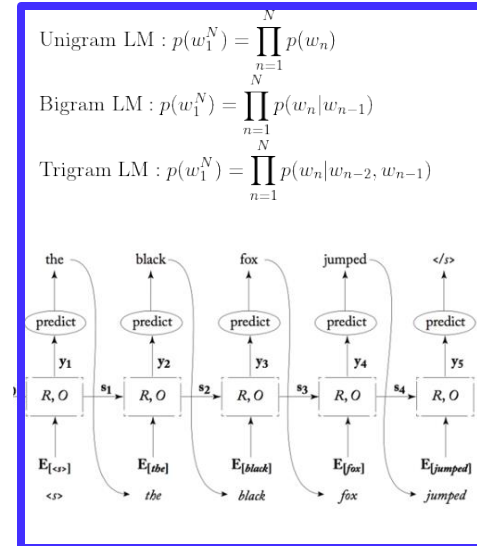 Unigram LM : p(w_1^N) = ∏_{n=1}^{N} p(w_n)
Bigram LM : p(w_1^N) = ∏_{n=1}^{N} p(w_n|w_{n-1})
Trigram LM : p(w_1^N) = ∏_{n=1}^{N} p(w_n|w_{n-2}, w_{n-1})
the black fox jumped </s>
predict predict predict predict predict
y₁ y₂ y₃ y₄ y₅
R, O s₁ R, O s₂ R, O s₃ R, O s₄ R, O
E[<s>] E[the] E[black] E[fox] E[jumped]
<s> the black fox jumped